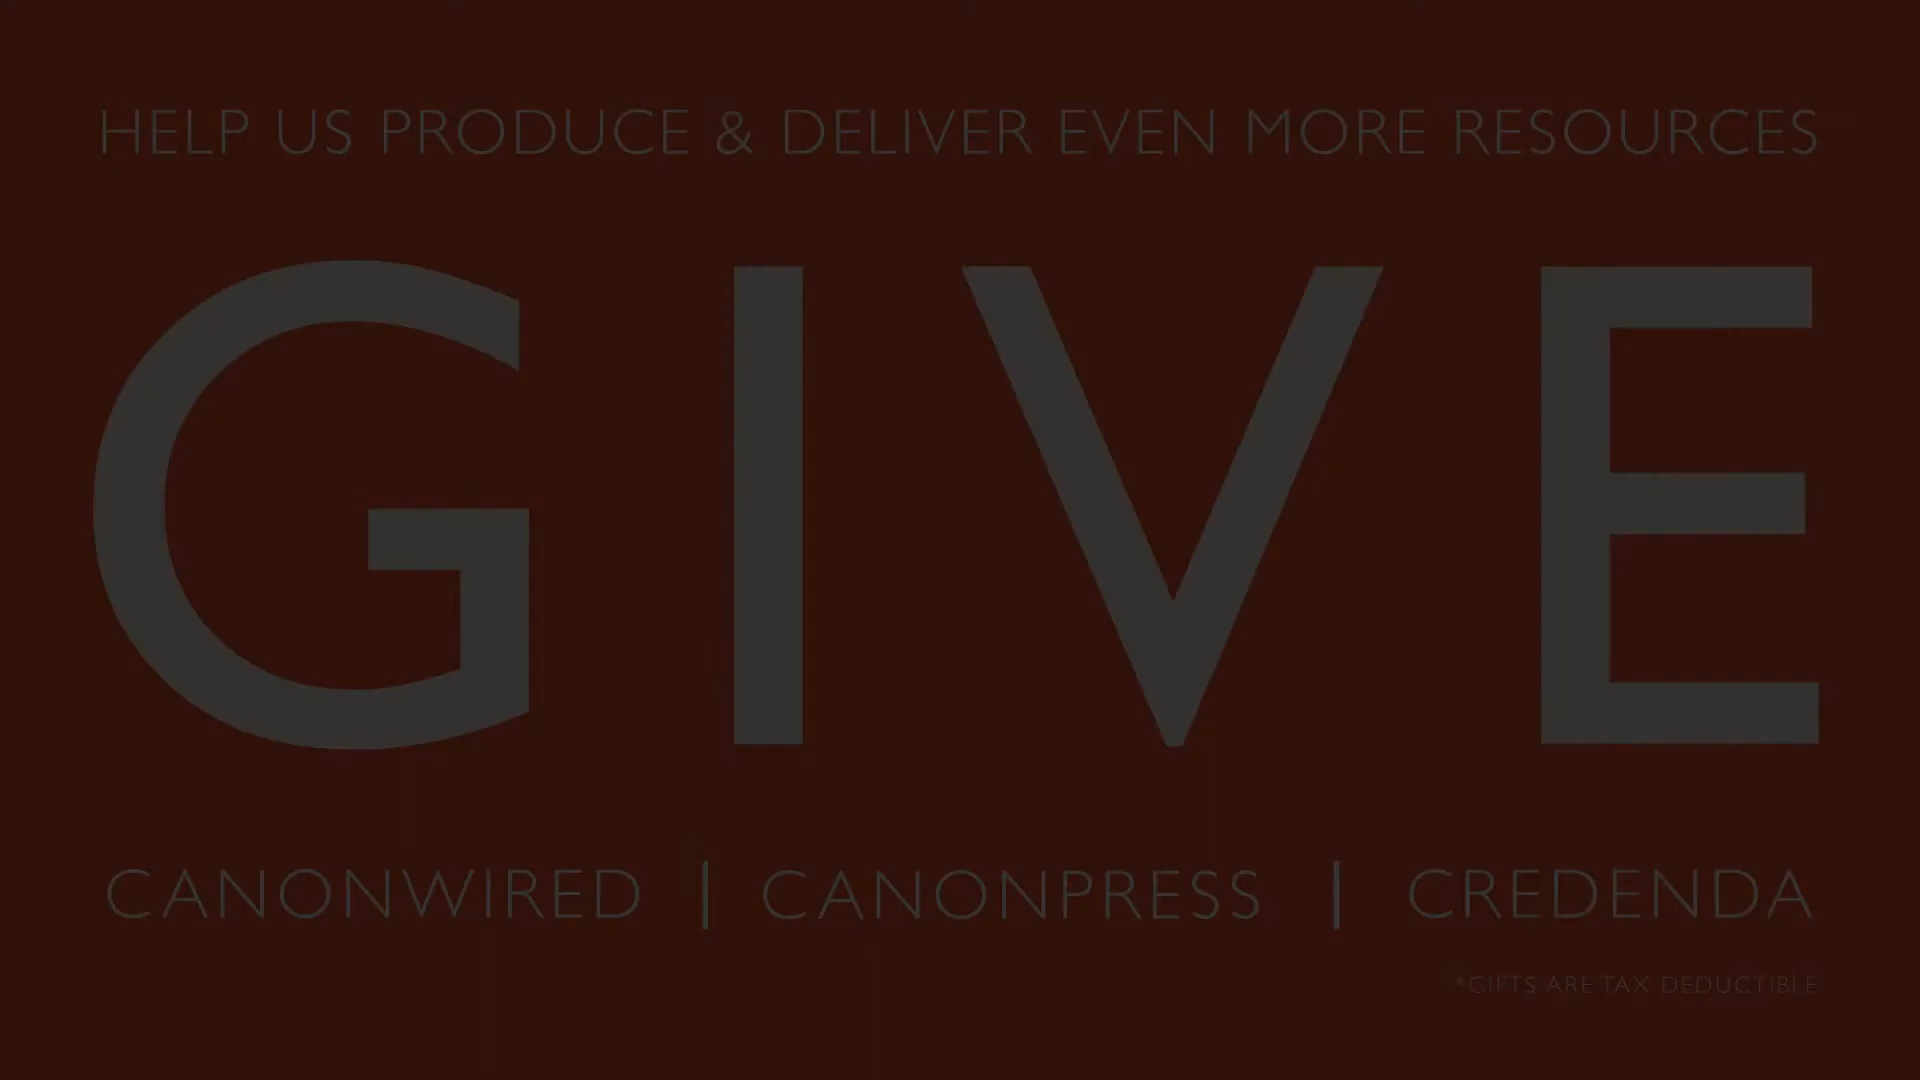 HELP US PRODUCE & DELIVER EVEN MORE RESOURCES
GIVE
CANONWIRED | CANONPRESS | CREDENDA
*GIFTS ARE TAX DEDUCTIBLE